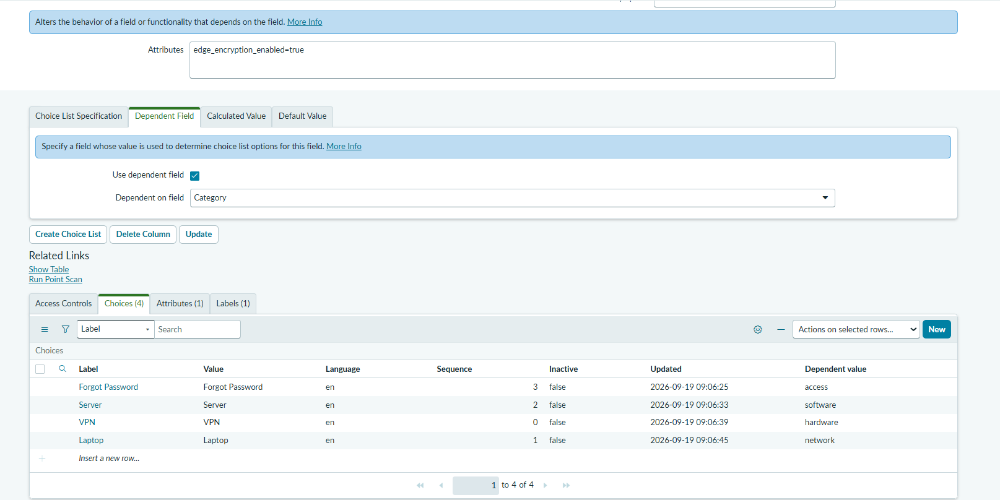 Alters the behavior of a field or functionality that depends on the field. More Info
Attributes edge_encryption_enabled=true
Choice List Specification Dependent Field Calculated Value Default Value
Specify a field whose value is used to determine choice list options for this field. More Info
Use dependent field
Dependent on field Category
Create Choice List Delete Column Update
Related Links
Show Table
Run Point Scan
Access Controls Choices (4) Attributes (1) Labels (1)
Label Search Actions on selected rows... New
Choices
Label Value Language Sequence Inactive Updated Dependent value
Forgot Password Forgot Password en 3 false 2026-09-19 09:06:25 access
Server Server en 2 false 2026-09-19 09:06:33 software
VPN VPN en 0 false 2026-09-19 09:06:39 hardware
Laptop Laptop en 1 false 2026-09-19 09:06:45 network
Insert a new row...
1 to 4 of 4